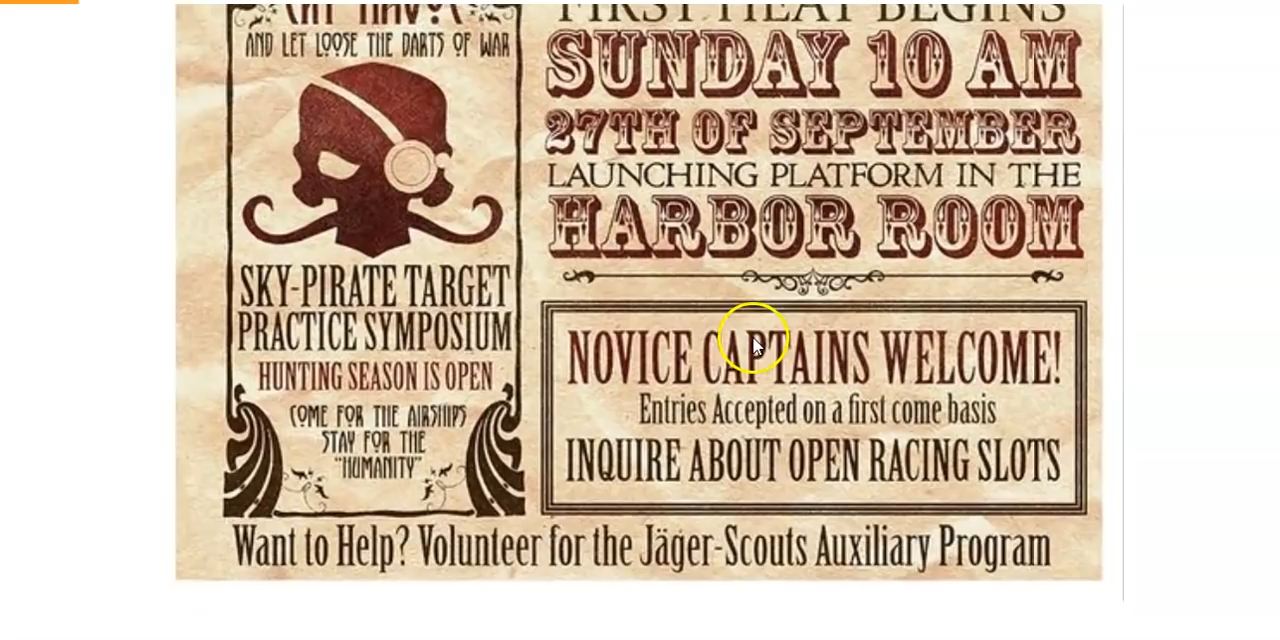 AND LET LOOSE THE DARTS OF WAR
SKY-PIRATE TARGET
PRACTICE SYMPOSIUM
HUNTING SEASON IS OPEN
COME FOR THE AIRSHIPS
STAY FOR THE
"HUMANITY"
FIRST HEAT BEGINS
SUNDAY 10 AM
27TH OF SEPTEMBER
LAUNCHING PLATFORM IN THE
HARBOR ROOM
NOVICE CAPTAINS WELCOME!
Entries Accepted on a first come basis
INQUIRE ABOUT OPEN RACING SLOTS
Want to Help? Volunteer for the Jäger-Scouts Auxiliary Program